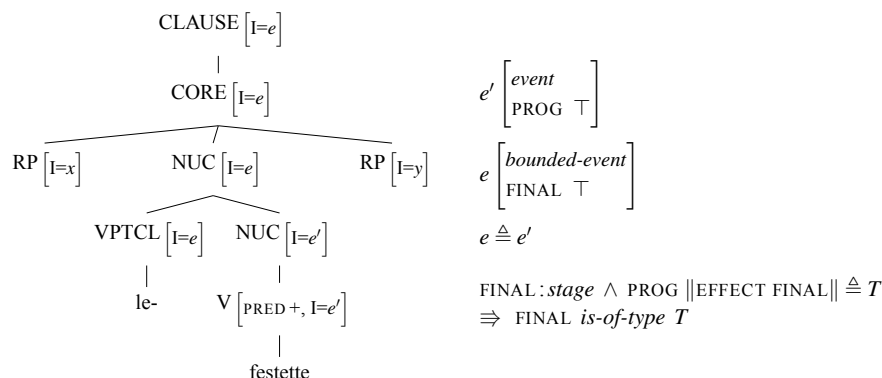 CLAUSE [I=e]
CORE [I=e]
RP [I=x] NUC [I=e] RP [I=y]
VPTCL [I=e] NUC [I=e′]
le- V [PRED +, I=e′]
festette
e′ [event
PROG ⊤]
e [bounded-event
FINAL ⊤]
e ≜ e′
FINAL : stage ∧ PROG ‖EFFECT FINAL‖ ≜ T
⇛ FINAL is-of-type T